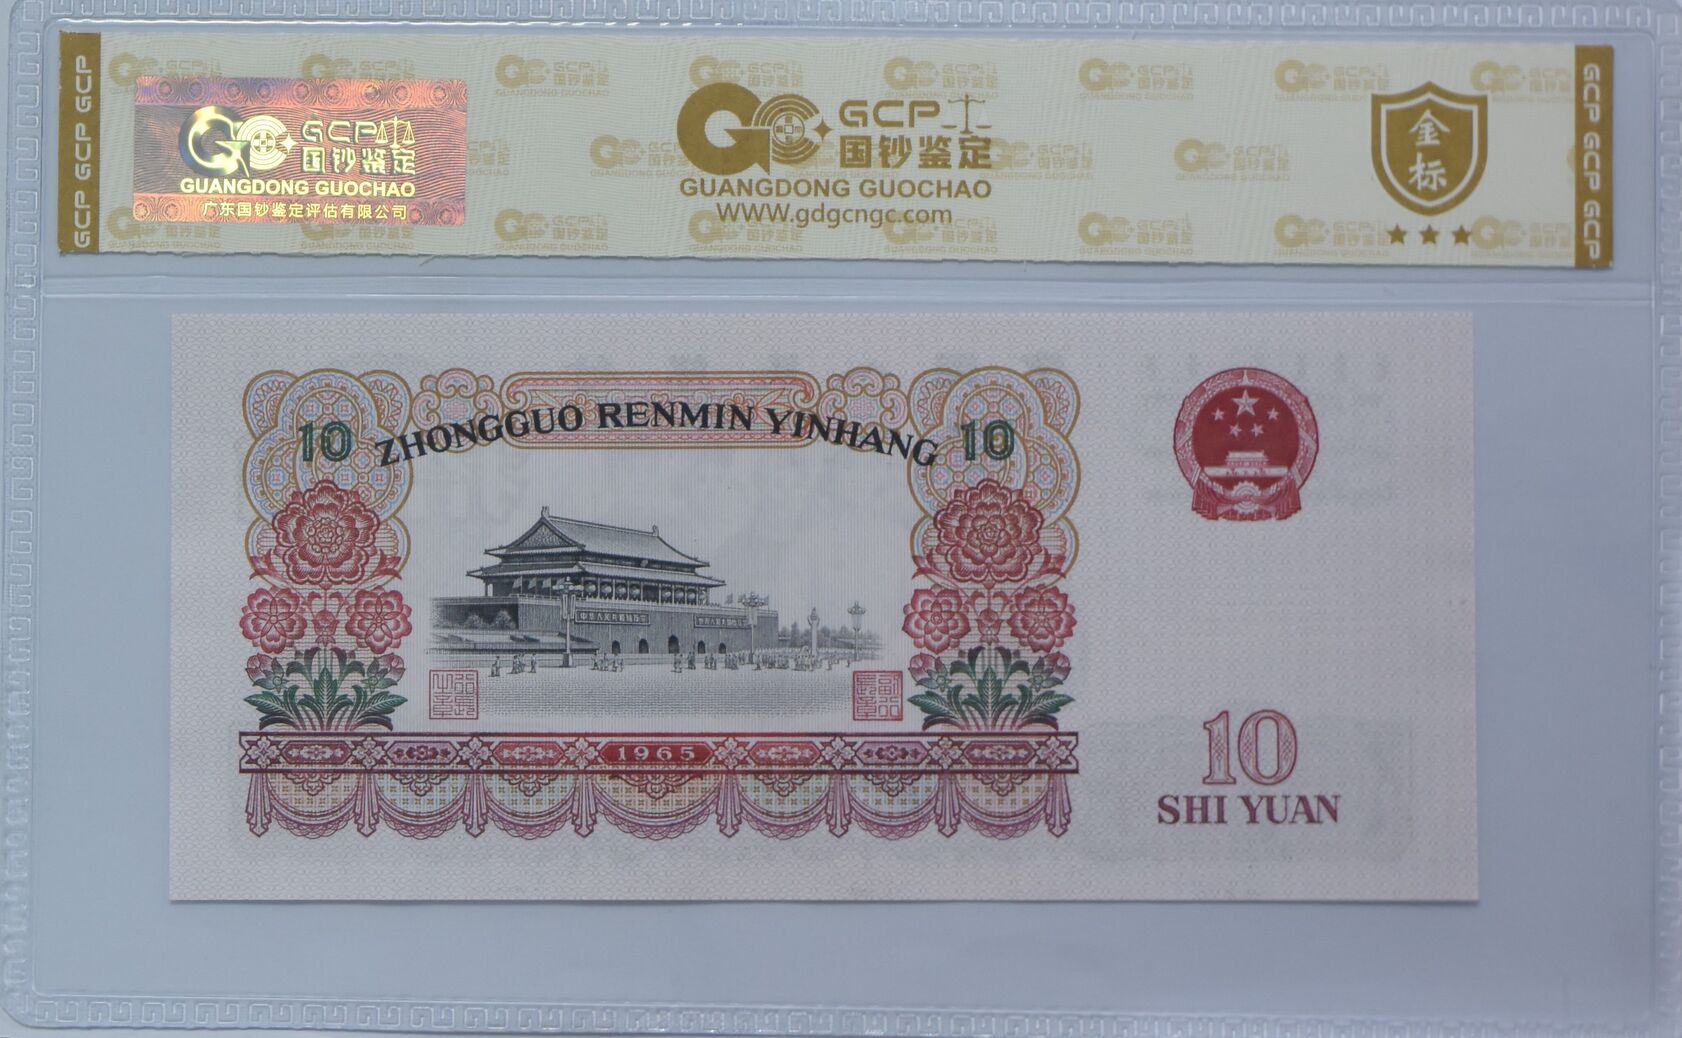 GCP GCP GCP
GCP 国钞鉴定
GUANGDONG GUOCHAO
广东国钞鉴定评估有限公司
GCP
国钞鉴定
GUANGDONG GUOCHAO
WWW.gdgcngc.com
金标
GCP GCP GCP
10 ZHONGGUO RENMIN YINHANG 10
1965
10
SHI YUAN